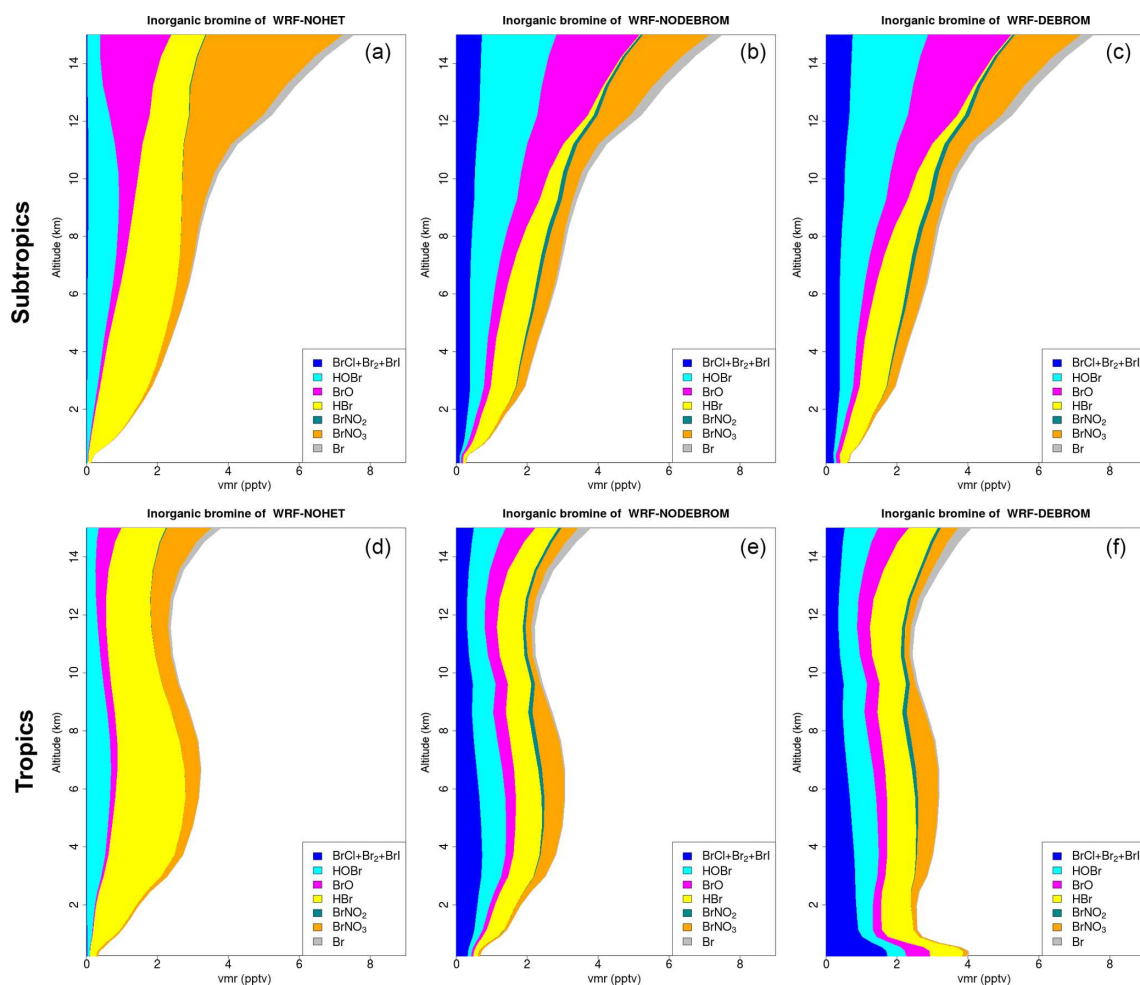 Inorganic bromine of WRF-NOHET
Inorganic bromine of WRF-NODEBROM
Inorganic bromine of WRF-DEBROM
Subtropics
(a)
Altitude (km)
14
12
10
8
6
4
2
BrCl+Br₂+BrI
HOBr
BrO
HBr
BrNO₂
BrNO₃
Br
0 2 4 6 8
vmr (pptv)
(b)
Altitude (km)
14
12
10
8
6
4
2
BrCl+Br₂+BrI
HOBr
BrO
HBr
BrNO₂
BrNO₃
Br
0 2 4 6 8
vmr (pptv)
(c)
Altitude (km)
14
12
10
8
6
4
2
BrCl+Br₂+BrI
HOBr
BrO
HBr
BrNO₂
BrNO₃
Br
0 2 4 6 8
vmr (pptv)
Inorganic bromine of WRF-NOHET
Inorganic bromine of WRF-NODEBROM
Inorganic bromine of WRF-DEBROM
Tropics
(d)
Altitude (km)
14
12
10
8
6
4
2
BrCl+Br₂+BrI
HOBr
BrO
HBr
BrNO₂
BrNO₃
Br
0 2 4 6 8
vmr (pptv)
(e)
Altitude (km)
14
12
10
8
6
4
2
BrCl+Br₂+BrI
HOBr
BrO
HBr
BrNO₂
BrNO₃
Br
0 2 4 6 8
vmr (pptv)
(f)
Altitude (km)
14
12
10
8
6
4
2
BrCl+Br₂+BrI
HOBr
BrO
HBr
BrNO₂
BrNO₃
Br
0 2 4 6 8
vmr (pptv)